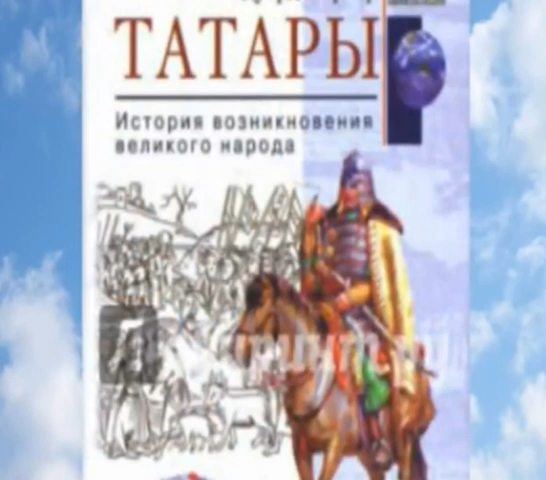 ТАТАРЫ
История возникновения
великого народа